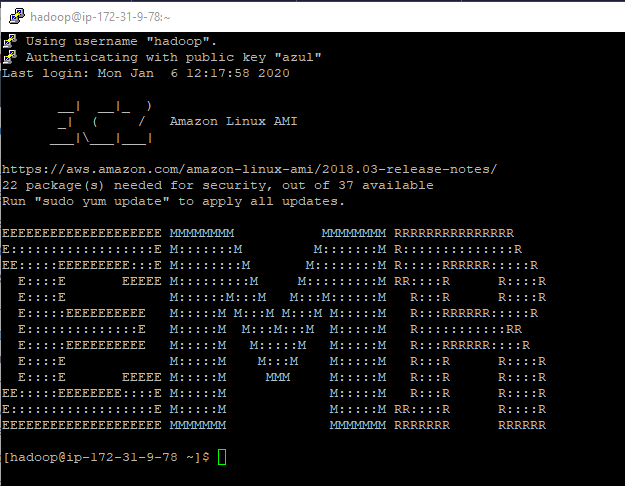 hadoop@ip-172-31-9-78:~
Using username "hadoop".
Authenticating with public key "azul"
Last login: Mon Jan  6 12:17:58 2020

       __|  __|_  )
       _|  (     /   Amazon Linux AMI
      ___|\___|___|

https://aws.amazon.com/amazon-linux-ami/2018.03-release-notes/
22 package(s) needed for security, out of 37 available
Run "sudo yum update" to apply all updates.

EEEEEEEEEEEEEEEEEEEE MMMMMMMM           MMMMMMMM RRRRRRRRRRRRRRR
E::::::::::::::::::E M:::::::M         M:::::::M R::::::::::::::R
EE:::::EEEEEEEEE:::E M::::::::M       M::::::::M R:::::RRRRRR:::::R
  E::::E       EEEEE M:::::::::M     M:::::::::M RR::::R      R::::R
  E::::E             M::::::M:::M   M:::M::::::M   R:::R      R::::R
  E:::::EEEEEEEEEE   M:::::M M:::M M:::M M:::::M   R:::RRRRRR:::::R
  E::::::::::::::E   M:::::M  M:::M:::M  M:::::M   R:::::::::::RR
  E:::::EEEEEEEEEE   M:::::M   M:::::M   M:::::M   R:::RRRRRR::::R
  E::::E             M:::::M    M:::M    M:::::M   R:::R      R::::R
  E::::E       EEEEE M:::::M     MMM     M:::::M   R:::R      R::::R
EE:::::EEEEEEEE::::E M:::::M             M:::::M   R:::R      R::::R
E::::::::::::::::::E M:::::M             M:::::M RR::::R      R::::R
EEEEEEEEEEEEEEEEEEEE MMMMMMM             MMMMMMM RRRRRRR      RRRRRR

[hadoop@ip-172-31-9-78 ~]$